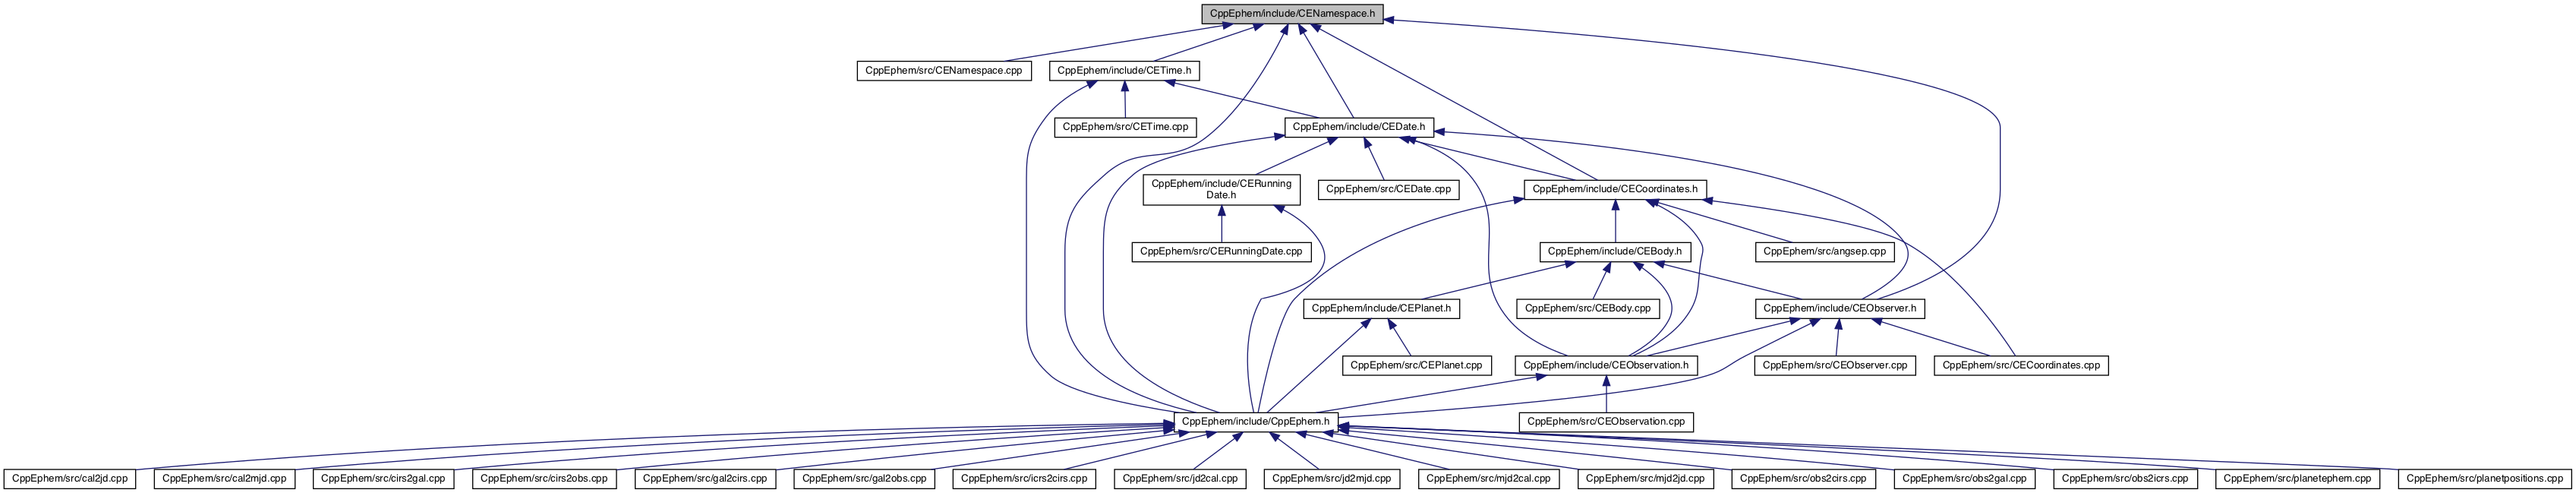 CppEphem/include/CENamespace.h
CppEphem/src/CENamespace.cpp
CppEphem/include/CETime.h
CppEphem/src/CETime.cpp
CppEphem/include/CEDate.h
CppEphem/include/CERunning
Date.h
CppEphem/src/CEDate.cpp
CppEphem/include/CECoordinates.h
CppEphem/src/CERunningDate.cpp
CppEphem/include/CEBody.h
CppEphem/src/angsep.cpp
CppEphem/include/CEPlanet.h
CppEphem/src/CEBody.cpp
CppEphem/include/CEObserver.h
CppEphem/src/CEPlanet.cpp
CppEphem/include/CEObservation.h
CppEphem/src/CEObserver.cpp
CppEphem/src/CECoordinates.cpp
CppEphem/include/CppEphem.h
CppEphem/src/CEObservation.cpp
CppEphem/src/cal2jd.cpp
CppEphem/src/cal2mjd.cpp
CppEphem/src/cirs2gal.cpp
CppEphem/src/cirs2obs.cpp
CppEphem/src/gal2cirs.cpp
CppEphem/src/gal2obs.cpp
CppEphem/src/icrs2cirs.cpp
CppEphem/src/jd2cal.cpp
CppEphem/src/jd2mjd.cpp
CppEphem/src/mjd2cal.cpp
CppEphem/src/mjd2jd.cpp
CppEphem/src/obs2cirs.cpp
CppEphem/src/obs2gal.cpp
CppEphem/src/obs2icrs.cpp
CppEphem/src/planetephem.cpp
CppEphem/src/planetpositions.cpp